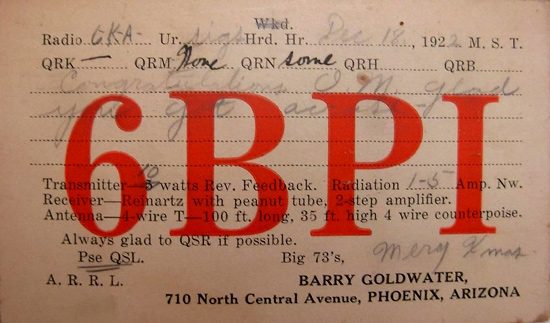 Wkd.
Radio 6KA Ur. sigs Hrd. Hr. Dec 18, 1922 M. S. T.
QRK — QRM None QRN some QRH QRB
Congratulations O.M. glad
you got across
6BPI
Transmitter—10 watts Rev. Feedback. Radiation 1-5 Amp. Nw.
Receiver—Reinartz with peanut tube, 2-step amplifier.
Antenna—4-wire T—100 ft. long, 35 ft. high 4 wire counterpoise.
Always glad to QSR if possible.
Pse QSL. Big 73's, Mery Xmas
A. R. R. L. BARRY GOLDWATER,
710 North Central Avenue, PHOENIX, ARIZONA